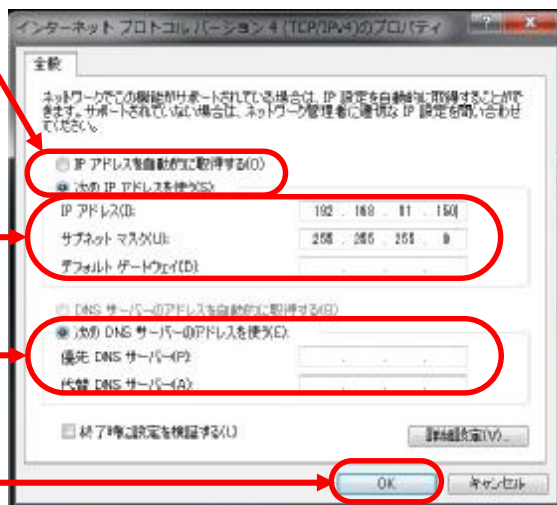 インターネット プロトコル バージョン 4 (TCP/IPv4)のプロパティ
全般
ネットワークでこの機能がサポートされている場合は、IP 設定を自動的に取得することがで
きます。サポートされていない場合は、ネットワーク管理者に適切な IP 設定を問い合わせ
てください。
IP アドレスを自動的に取得する(O)
次の IP アドレスを使う(S):
IP アドレス(I): 192 . 168 . 11 . 150
サブネット マスク(U): 255 . 255 . 255 . 0
デフォルト ゲートウェイ(D): . . .
DNS サーバーのアドレスを自動的に取得する(B)
次の DNS サーバーのアドレスを使う(E):
優先 DNS サーバー(P): . . .
代替 DNS サーバー(A): . . .
終了時に設定を検証する(L)
詳細設定(V)...
OK
キャンセル